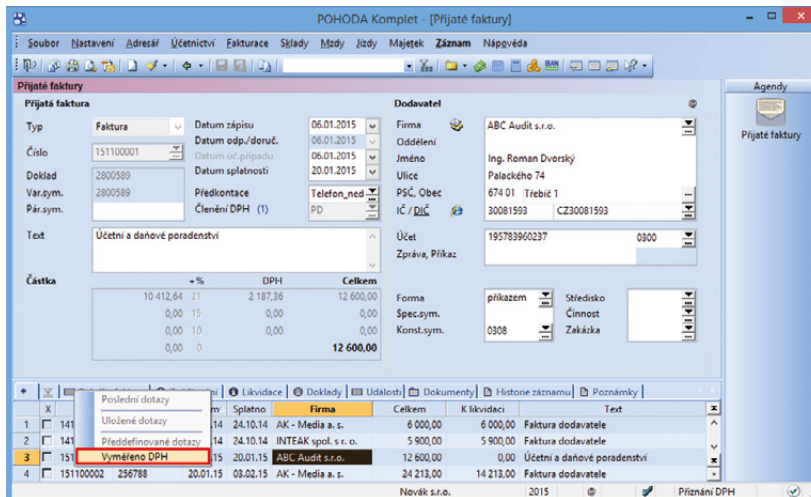 POHODA Komplet - [Přijaté faktury]
Soubor Nastavení Adresář Účetnictví Fakturace Sklady Mzdy Jízdy Majetek Záznam Nápověda
Přijaté faktury
Agendy
Přijaté faktury
Přijatá faktura
Dodavatel
Typ Faktura Datum zápisu 06.01.2015 Firma ABC Audit s.r.o.
Datum odp./doruč. 06.01.2015 Oddělení
Číslo 151100001 Datum úč.případu 06.01.2015 Jméno Ing. Roman Dvorský
Doklad 2800589 Datum splatnosti 20.01.2015 Ulice Palackého 74
Var.sym. 2800589 Předkontace Telefon_ned PSČ, Obec 674 01 Třebíč 1
Pár.sym. Členění DPH (1) PD IČ / DIČ 30081593 CZ30081593
Text Účetní a daňové poradenství Účet 195783960237 0300
Zpráva, Příkaz
Částka +% DPH Celkem
10 412,64 21 2 187,36 12 600,00 Forma příkazem Středisko
0,00 15 0,00 0,00 Spec.sym. Činnost
0,00 10 0,00 0,00 Konst.sym. 0308 Zakázka
0,00 0 12 600,00
Likvidace Doklady Události Dokumenty Historie záznamu Poznámky
Poslední dotazy
Uložené dotazy
Předdefinované dotazy
Vyměřeno DPH
X Splatno Firma Celkem K likvidaci Text
1 141 .14 24.10.14 AK - Media a. s. 6 000,00 6 000,00 Faktura dodavatele
2 141 .14 24.10.14 INTEAK spol. s r. o. 5 900,00 5 900,00 Faktura dodavatele
3 151 .15 20.01.15 ABC Audit s.r.o. 12 600,00 0,00 Účetní a daňové poradenství
4 151100002 256788 20.01.15 03.02.15 AK - Media a. s. 24 213,00 14 213,00 Faktura dodavatele
Novák s.r.o. 2015 @ Přiznání DPH